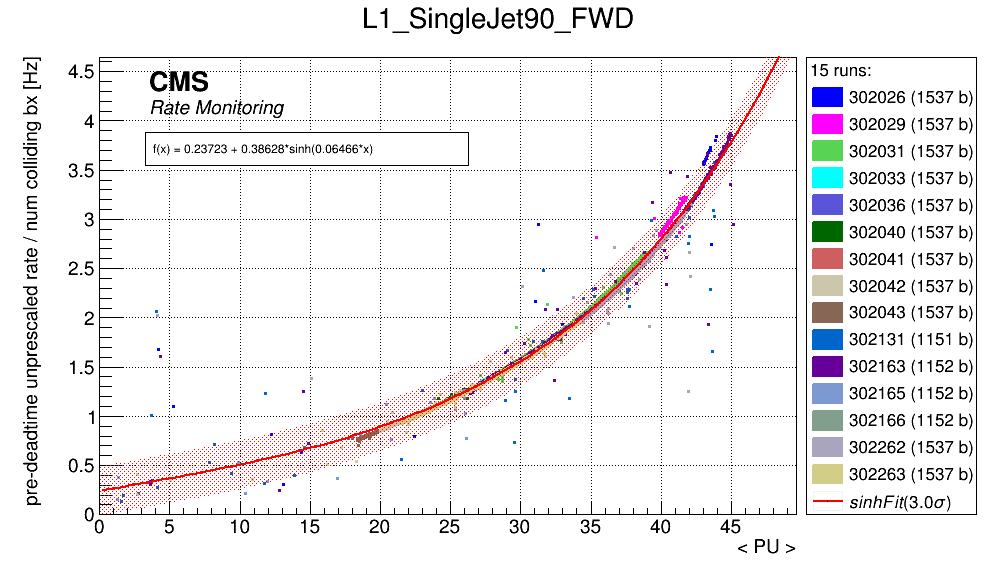 L1_SingleJet90_FWD
pre-deadtime unprescaled rate / num colliding bx [Hz]
CMS
Rate Monitoring
f(x) = 0.23723 + 0.38628*sinh(0.06466*x)
4.5
4
3.5
3
2.5
2
1.5
1
0.5
0
0 5 10 15 20 25 30 35 40 45
< PU >
15 runs:
302026 (1537 b)
302029 (1537 b)
302031 (1537 b)
302033 (1537 b)
302036 (1537 b)
302040 (1537 b)
302041 (1537 b)
302042 (1537 b)
302043 (1537 b)
302131 (1151 b)
302163 (1152 b)
302165 (1152 b)
302166 (1152 b)
302262 (1537 b)
302263 (1537 b)
sinhFit(3.0σ)